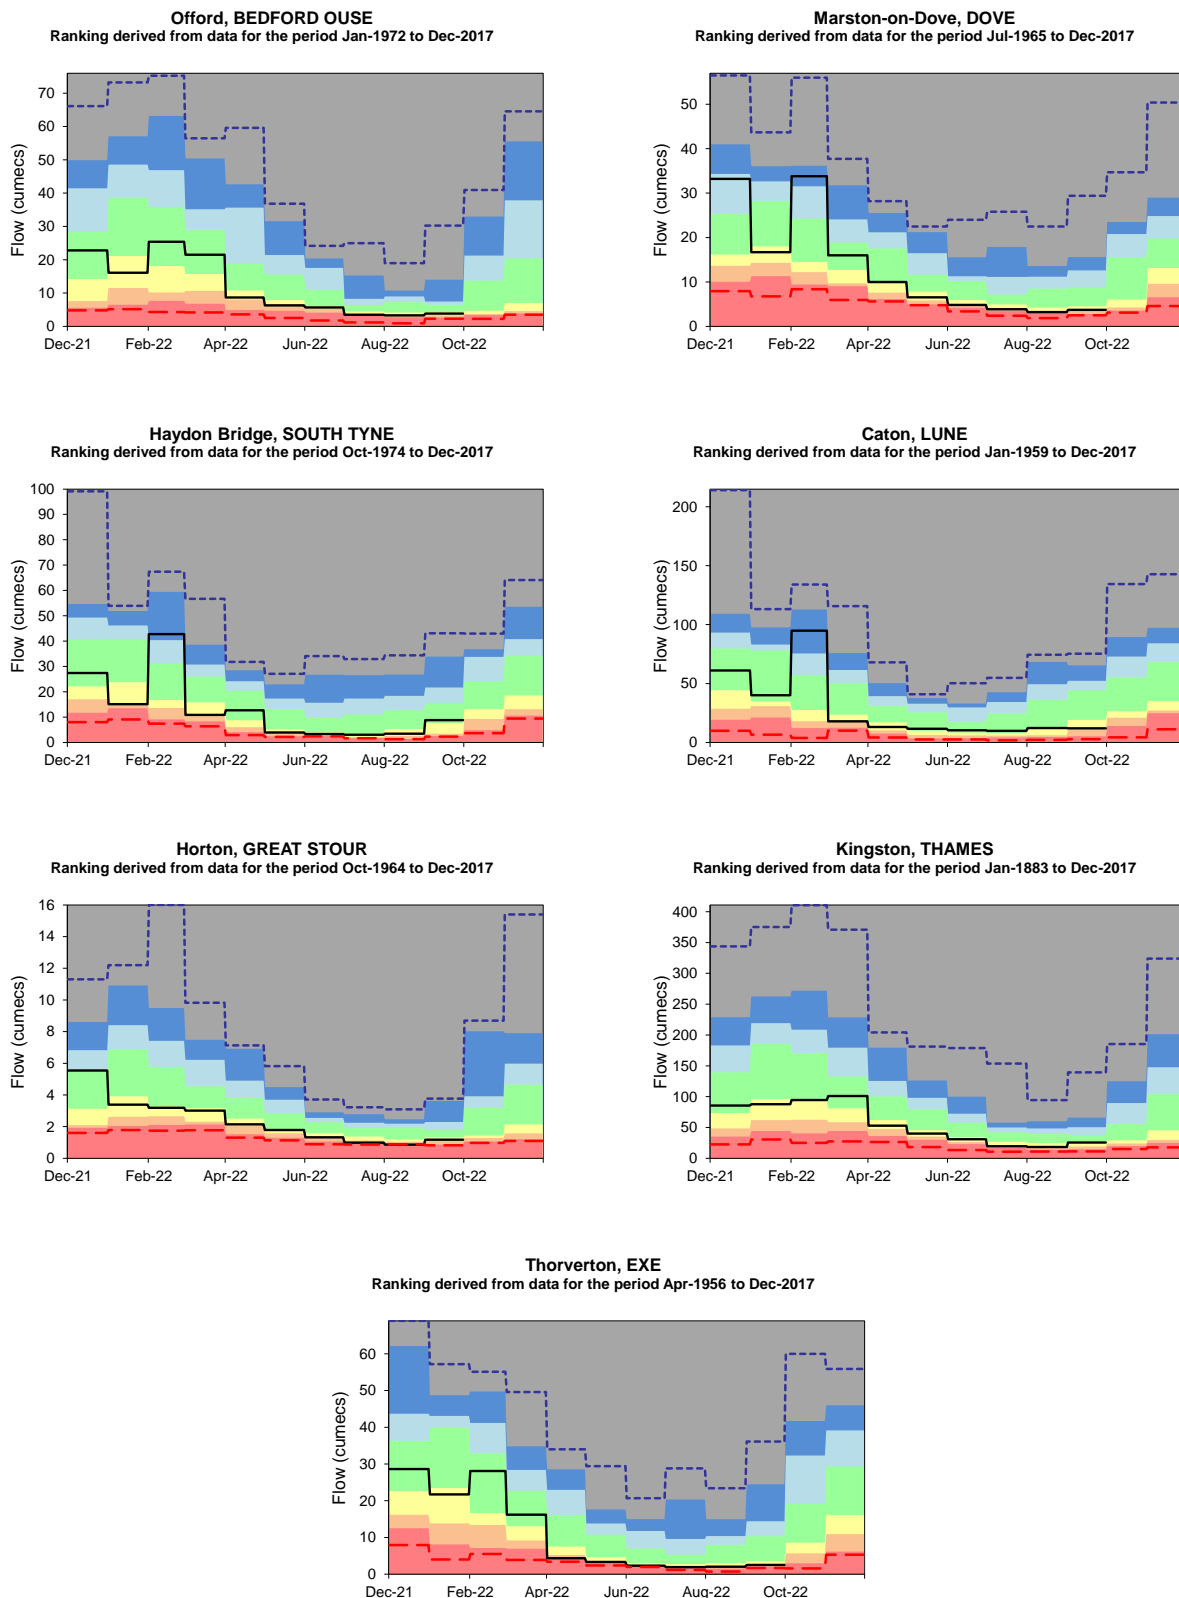 Offord, BEDFORD OUSE
Ranking derived from data for the period Jan-1972 to Dec-2017
Flow (cumecs)
70
60
50
40
30
20
10
0
Dec-21 Feb-22 Apr-22 Jun-22 Aug-22 Oct-22
Marston-on-Dove, DOVE
Ranking derived from data for the period Jul-1965 to Dec-2017
Flow (cumecs)
50
40
30
20
10
0
Dec-21 Feb-22 Apr-22 Jun-22 Aug-22 Oct-22
Haydon Bridge, SOUTH TYNE
Ranking derived from data for the period Oct-1974 to Dec-2017
Flow (cumecs)
100
90
80
70
60
50
40
30
20
10
0
Dec-21 Feb-22 Apr-22 Jun-22 Aug-22 Oct-22
Caton, LUNE
Ranking derived from data for the period Jan-1959 to Dec-2017
Flow (cumecs)
200
150
100
50
0
Dec-21 Feb-22 Apr-22 Jun-22 Aug-22 Oct-22
Horton, GREAT STOUR
Ranking derived from data for the period Oct-1964 to Dec-2017
Flow (cumecs)
16
14
12
10
8
6
4
2
0
Dec-21 Feb-22 Apr-22 Jun-22 Aug-22 Oct-22
Kingston, THAMES
Ranking derived from data for the period Jan-1883 to Dec-2017
Flow (cumecs)
400
350
300
250
200
150
100
50
0
Dec-21 Feb-22 Apr-22 Jun-22 Aug-22 Oct-22
Thorverton, EXE
Ranking derived from data for the period Apr-1956 to Dec-2017
Flow (cumecs)
60
50
40
30
20
10
0
Dec-21 Feb-22 Apr-22 Jun-22 Aug-22 Oct-22